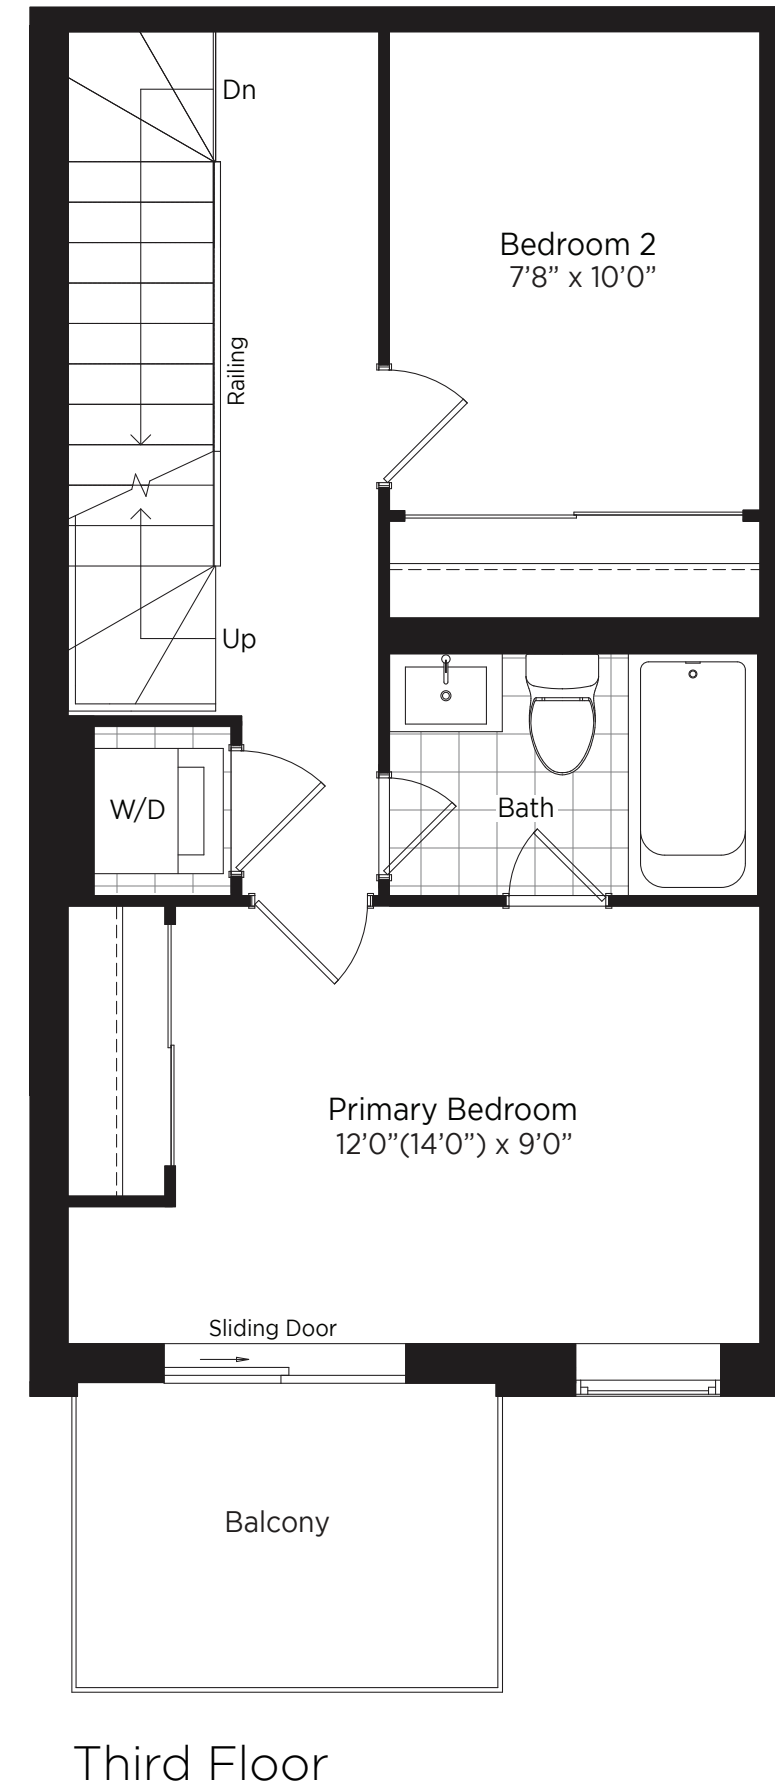 Dn
Bedroom 2
7’8” x 10’0”
Railing
Up
W/D
Bath
Primary Bedroom
12’0”(14’0”) x 9’0”
Sliding Door
Balcony
Third Floor